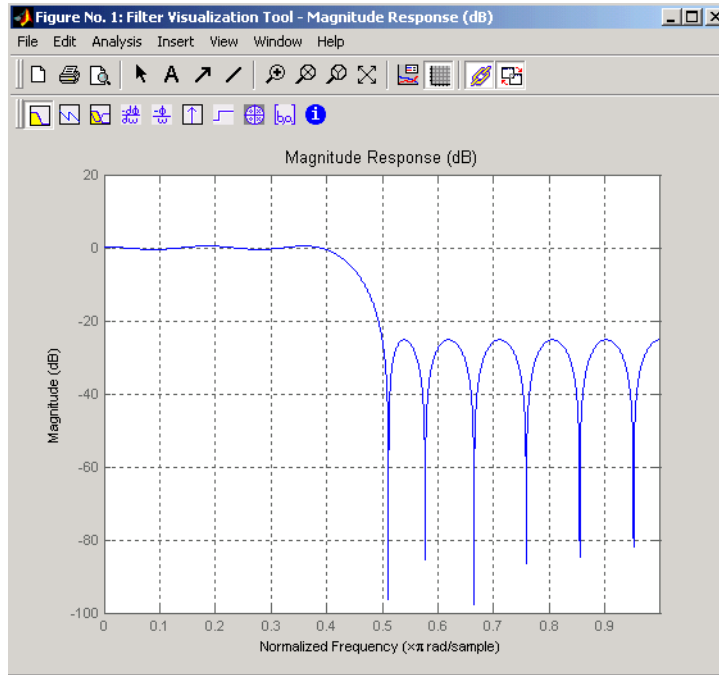 Figure No. 1: Filter Visualization Tool - Magnitude Response (dB)
File Edit Analysis Insert View Window Help
A
-dϕ
dω
-ϕ
ω
[b,a]
i
Magnitude Response (dB)
20
0
-20
-40
-60
-80
-100
Magnitude (dB)
0 0.1 0.2 0.3 0.4 0.5 0.6 0.7 0.8 0.9
Normalized Frequency (×π rad/sample)